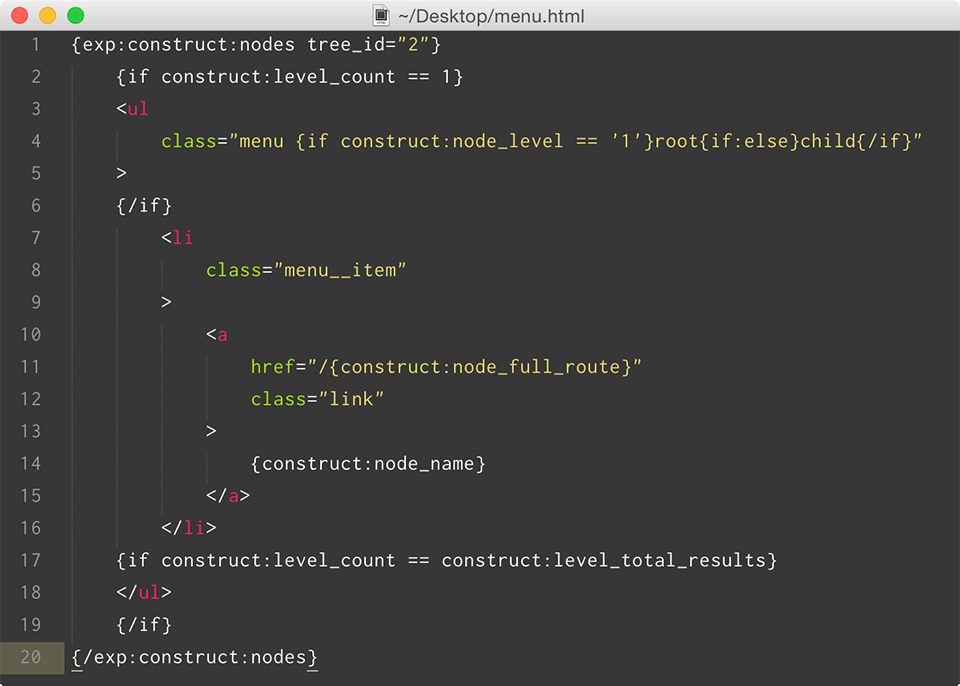 ~/Desktop/menu.html
1 {exp:construct:nodes tree_id="2"}
2 {if construct:level_count == 1}
3 <ul
4 class="menu {if construct:node_level == '1'}root{if:else}child{/if}"
5 >
6 {/if}
7 <li
8 class="menu__item"
9 >
10 <a
11 href="/{construct:node_full_route}"
12 class="link"
13 >
14 {construct:node_name}
15 </a>
16 </li>
17 {if construct:level_count == construct:level_total_results}
18 </ul>
19 {/if}
20 {/exp:construct:nodes}